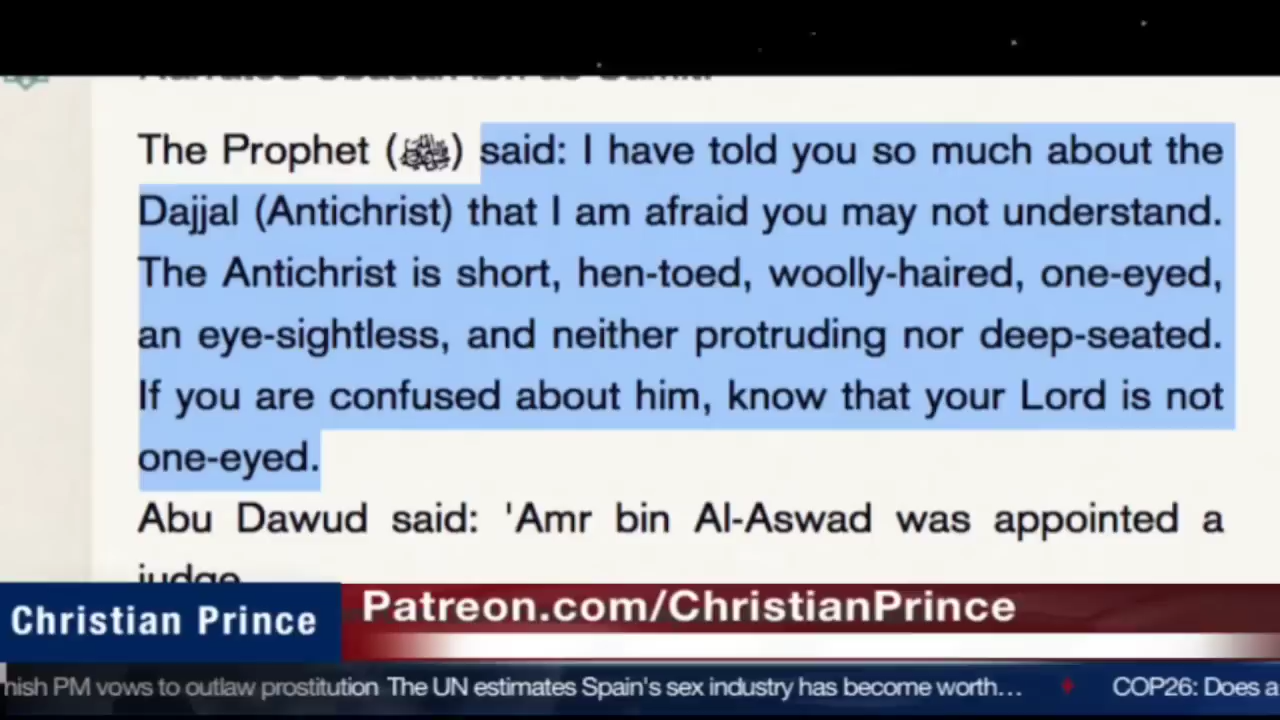 The Prophet (ﷺ) said: I have told you so much about the
Dajjal (Antichrist) that I am afraid you may not understand.
The Antichrist is short, hen-toed, woolly-haired, one-eyed,
an eye-sightless, and neither protruding nor deep-seated.
If you are confused about him, know that your Lord is not
one-eyed.
Abu Dawud said: 'Amr bin Al-Aswad was appointed a
judge
Christian Prince
Patreon.com/ChristianPrince
nish PM vows to outlaw prostitution The UN estimates Spain's sex industry has become worth... COP26: Does a